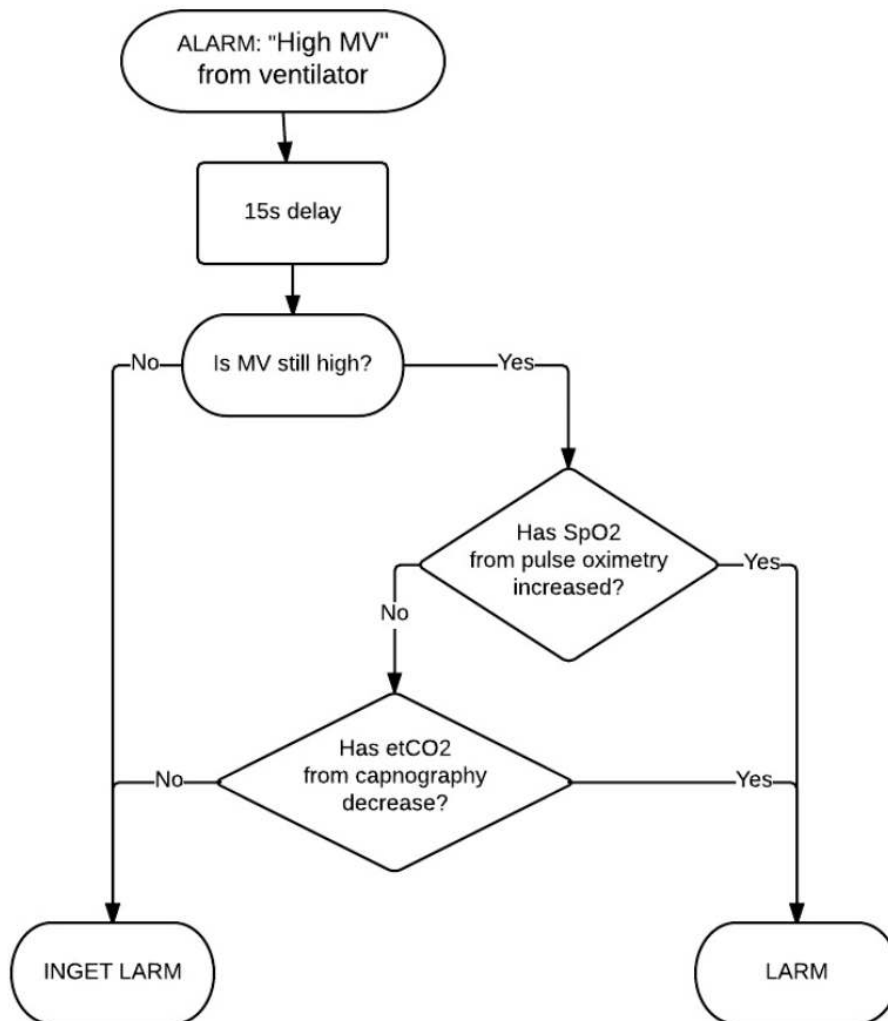 ALARM: "High MV"
from ventilator
15s delay
Is MV still high?
No
Yes
Has SpO2
from pulse oximetry
increased?
Yes
No
Has etCO2
from capnography
decrease?
No
Yes
INGET LARM
LARM